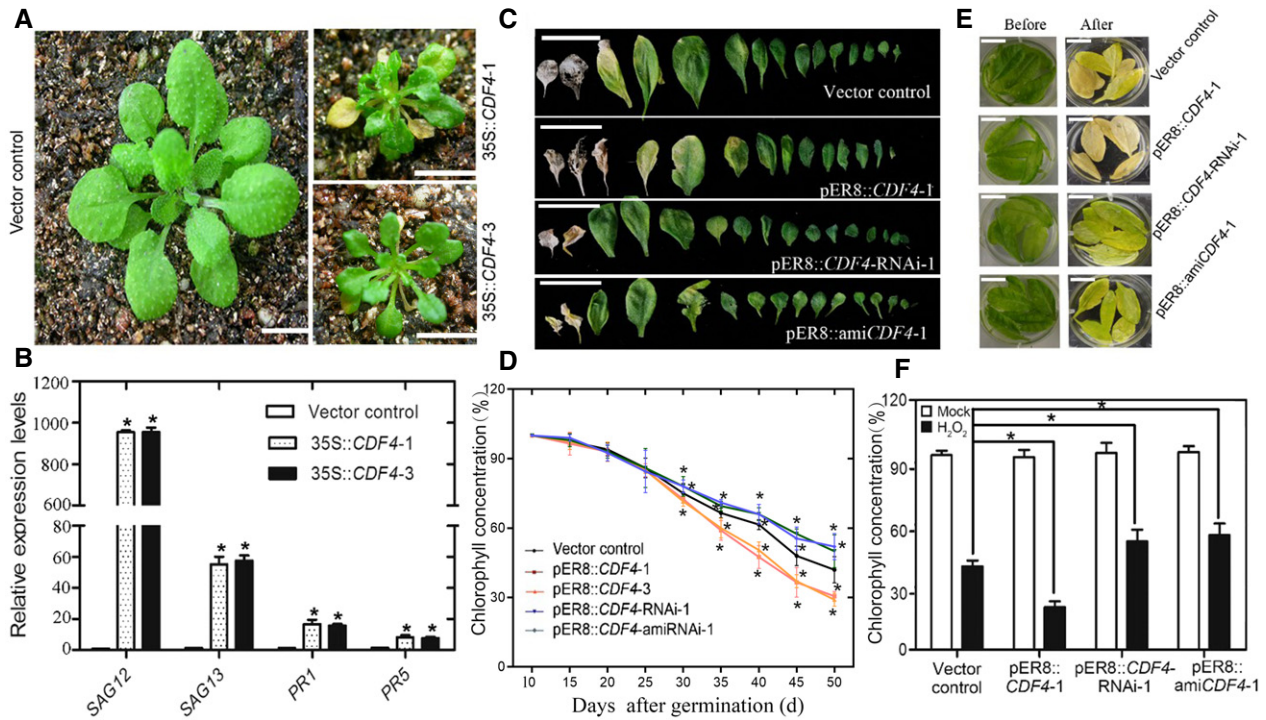 A
Vector control
35S::CDF4-1
35S::CDF4-3
B
Relative expression levels
1200
1000
800
600
80
60
40
20
0
Vector control
35S::CDF4-1
35S::CDF4-3
* *
* *
* *
* *
SAG12
SAG13
PR1
PR5
C
Vector control
pER8::CDF4-1
pER8::CDF4-RNAi-1
pER8::amiCDF4-1
D
Chlorophyll concentration (%)
120
90
60
30
0
Vector control
pER8::CDF4-1
pER8::CDF4-3
pER8::CDF4-RNAi-1
pER8::CDF4-amiRNAi-1
10 15 20 25 30 35 40 45 50
Days after germination (d)
E
Before After
Vector control
pER8::CDF4-1
pER8::CDF4-RNAi-1
pER8::amiCDF4-1
F
Chlorophyll concentration (%)
120
90
60
30
0
Mock
H2O2
*
*
*
Vector control
pER8::CDF4-1
pER8::CDF4-RNAi-1
pER8::amiCDF4-1